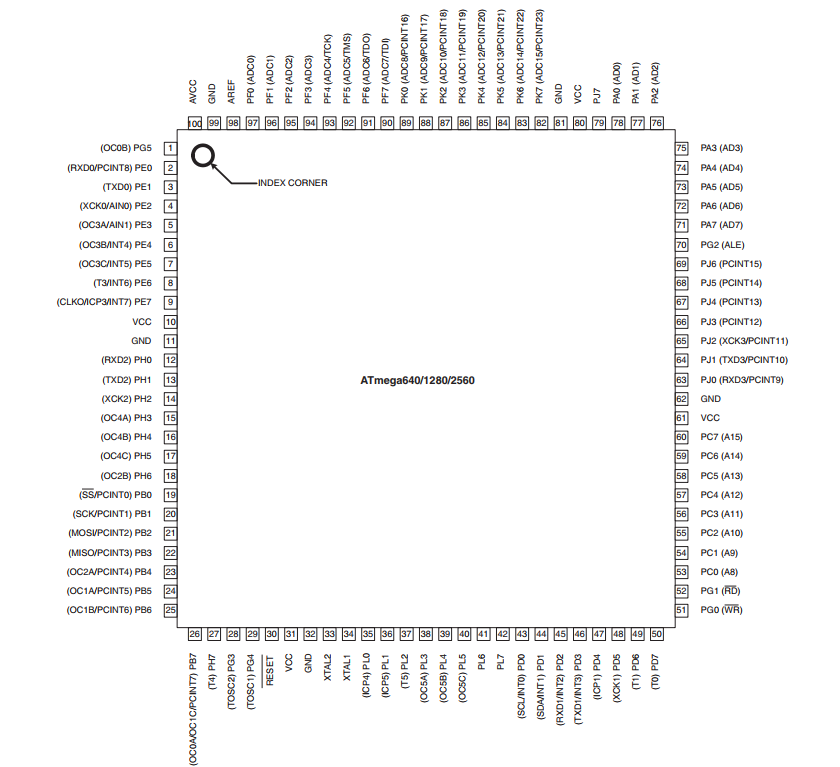 AVCC
GND
AREF
PF0 (ADC0)
PF1 (ADC1)
PF2 (ADC2)
PF3 (ADC3)
PF4 (ADC4/TCK)
PF5 (ADC5/TMS)
PF6 (ADC6/TDO)
PF7 (ADC7/TDI)
PK0 (ADC8/PCINT16)
PK1 (ADC9/PCINT17)
PK2 (ADC10/PCINT18)
PK3 (ADC11/PCINT19)
PK4 (ADC12/PCINT20)
PK5 (ADC13/PCINT21)
PK6 (ADC14/PCINT22)
PK7 (ADC15/PCINT23)
GND
VCC
PJ7
PA0 (AD0)
PA1 (AD1)
PA2 (AD2)
100 99 98 97 96 95 94 93 92 91 90 89 88 87 86 85 84 83 82 81 80 79 78 77 76
(OC0B) PG5 1
(RXD0/PCINT8) PE0 2
(TXD0) PE1 3
(XCK0/AIN0) PE2 4
(OC3A/AIN1) PE3 5
(OC3B/INT4) PE4 6
(OC3C/INT5) PE5 7
(T3/INT6) PE6 8
(CLKO/ICP3/INT7) PE7 9
VCC 10
GND 11
(RXD2) PH0 12
(TXD2) PH1 13
(XCK2) PH2 14
(OC4A) PH3 15
(OC4B) PH4 16
(OC4C) PH5 17
(OC2B) PH6 18
(SS/PCINT0) PB0 19
(SCK/PCINT1) PB1 20
(MOSI/PCINT2) PB2 21
(MISO/PCINT3) PB3 22
(OC2A/PCINT4) PB4 23
(OC1A/PCINT5) PB5 24
(OC1B/PCINT6) PB6 25
INDEX CORNER
ATmega640/1280/2560
75 PA3 (AD3)
74 PA4 (AD4)
73 PA5 (AD5)
72 PA6 (AD6)
71 PA7 (AD7)
70 PG2 (ALE)
69 PJ6 (PCINT15)
68 PJ5 (PCINT14)
67 PJ4 (PCINT13)
66 PJ3 (PCINT12)
65 PJ2 (XCK3/PCINT11)
64 PJ1 (TXD3/PCINT10)
63 PJ0 (RXD3/PCINT9)
62 GND
61 VCC
60 PC7 (A15)
59 PC6 (A14)
58 PC5 (A13)
57 PC4 (A12)
56 PC3 (A11)
55 PC2 (A10)
54 PC1 (A9)
53 PC0 (A8)
52 PG1 (RD)
51 PG0 (WR)
26 27 28 29 30 31 32 33 34 35 36 37 38 39 40 41 42 43 44 45 46 47 48 49 50
(OC0A/OC1C/PCINT7) PB7
(T4) PH7
(TOSC2) PG3
(TOSC1) PG4
RESET
VCC
GND
XTAL2
XTAL1
(ICP4) PL0
(ICP5) PL1
(T5) PL2
(OC5A) PL3
(OC5B) PL4
(OC5C) PL5
PL6
PL7
(SCL/INT0) PD0
(SDA/INT1) PD1
(RXD1/INT2) PD2
(TXD1/INT3) PD3
(ICP1) PD4
(XCK1) PD5
(T1) PD6
(T0) PD7